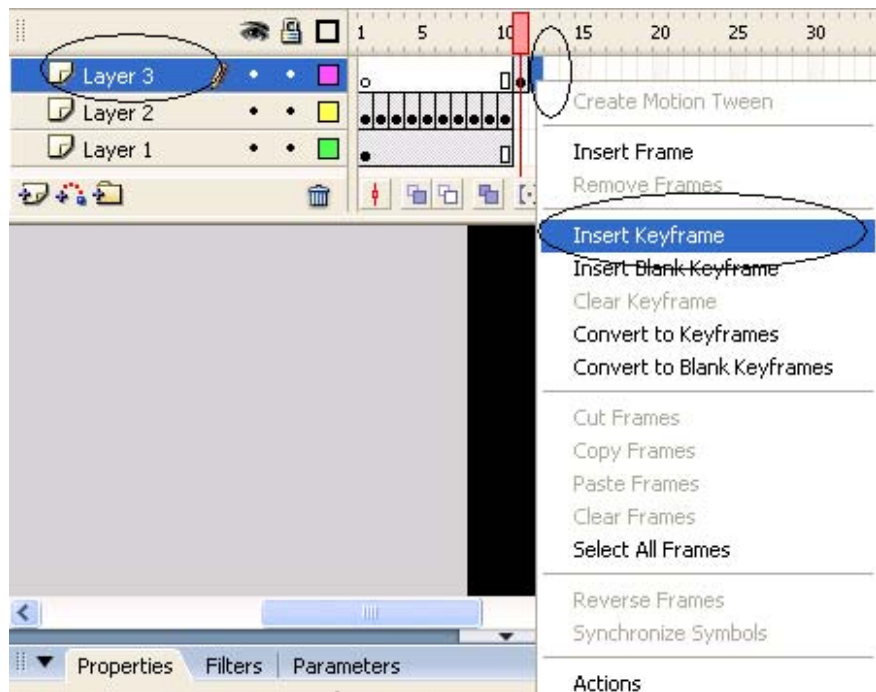 1 5 10 15 20 25 30
Layer 3
Layer 2
Layer 1
Create Motion Tween
Insert Frame
Remove Frames
Insert Keyframe
Insert Blank Keyframe
Clear Keyframe
Convert to Keyframes
Convert to Blank Keyframes
Cut Frames
Copy Frames
Paste Frames
Clear Frames
Select All Frames
Reverse Frames
Synchronize Symbols
Actions
Properties Filters Parameters